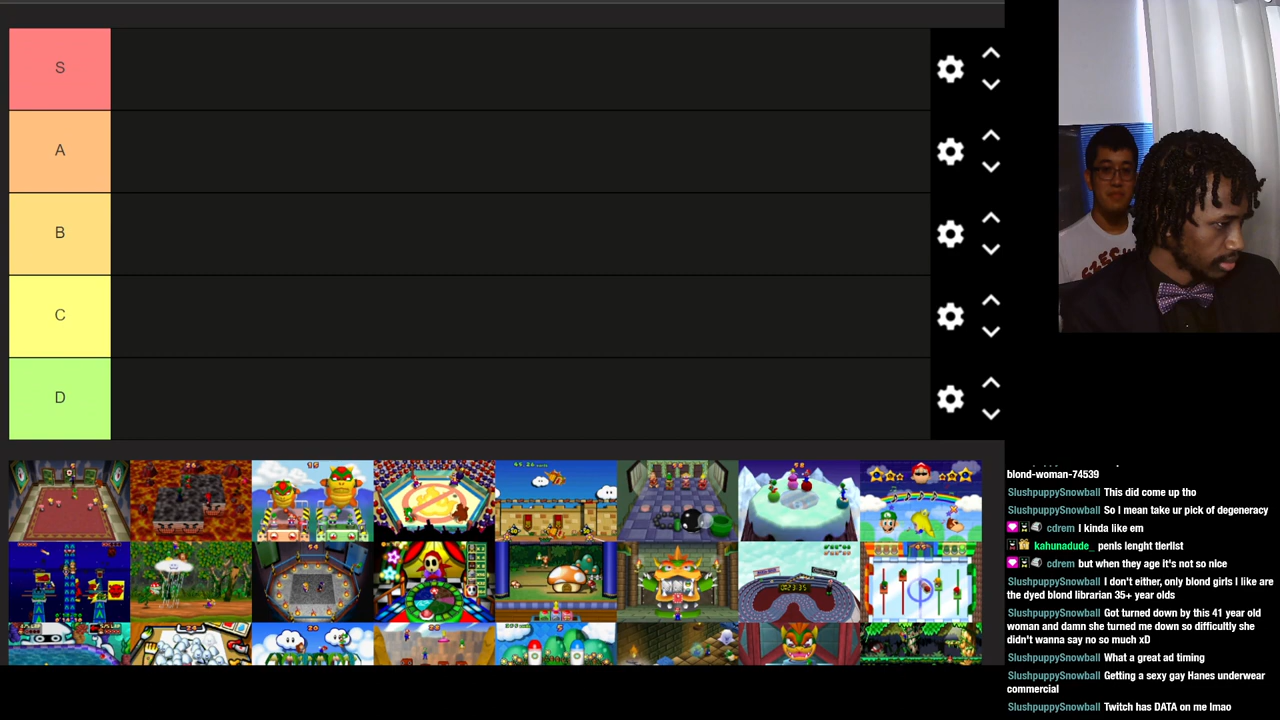 S
A
B
C
D
blond-woman-74539
SlushpuppySnowball This did come up tho
SlushpuppySnowball So I mean take ur pick of degeneracy
cdrem I kinda like em
kahunadude_ penis lenght tierlist
cdrem but when they age It's not so nice
SlushpuppySnowball I don't either, only blond girls I like are
the dyed blond librarian 35+ year olds
SlushpuppySnowball Got turned down by this 41 year old
woman and damn she turned me down so difficultly she
didn't wanna say no so much xD
SlushpuppySnowball What a great ad timing
SlushpuppySnowball Getting a sexy gay Hanes underwear
commercial
SlushpuppySnowball Twitch has DATA on me lmao